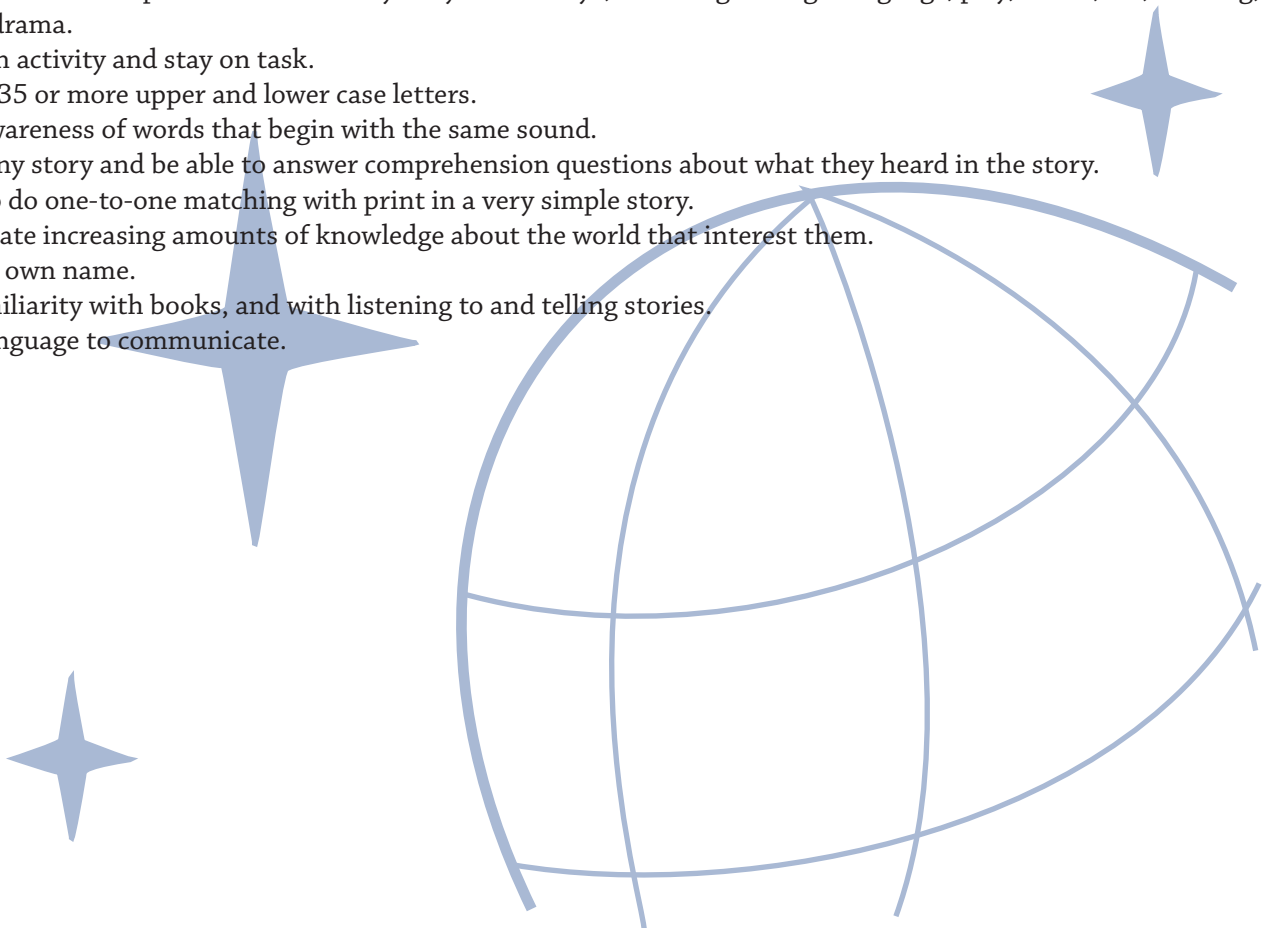 drama.
n activity and stay on task.
35 or more upper and lower case letters.
wareness of words that begin with the same sound.
ny story and be able to answer comprehension questions about what they heard in the story.
o do one-to-one matching with print in a very simple story.
ate increasing amounts of knowledge about the world that interest them.
own name.
iliarity with books, and with listening to and telling stories.
nguage to communicate.